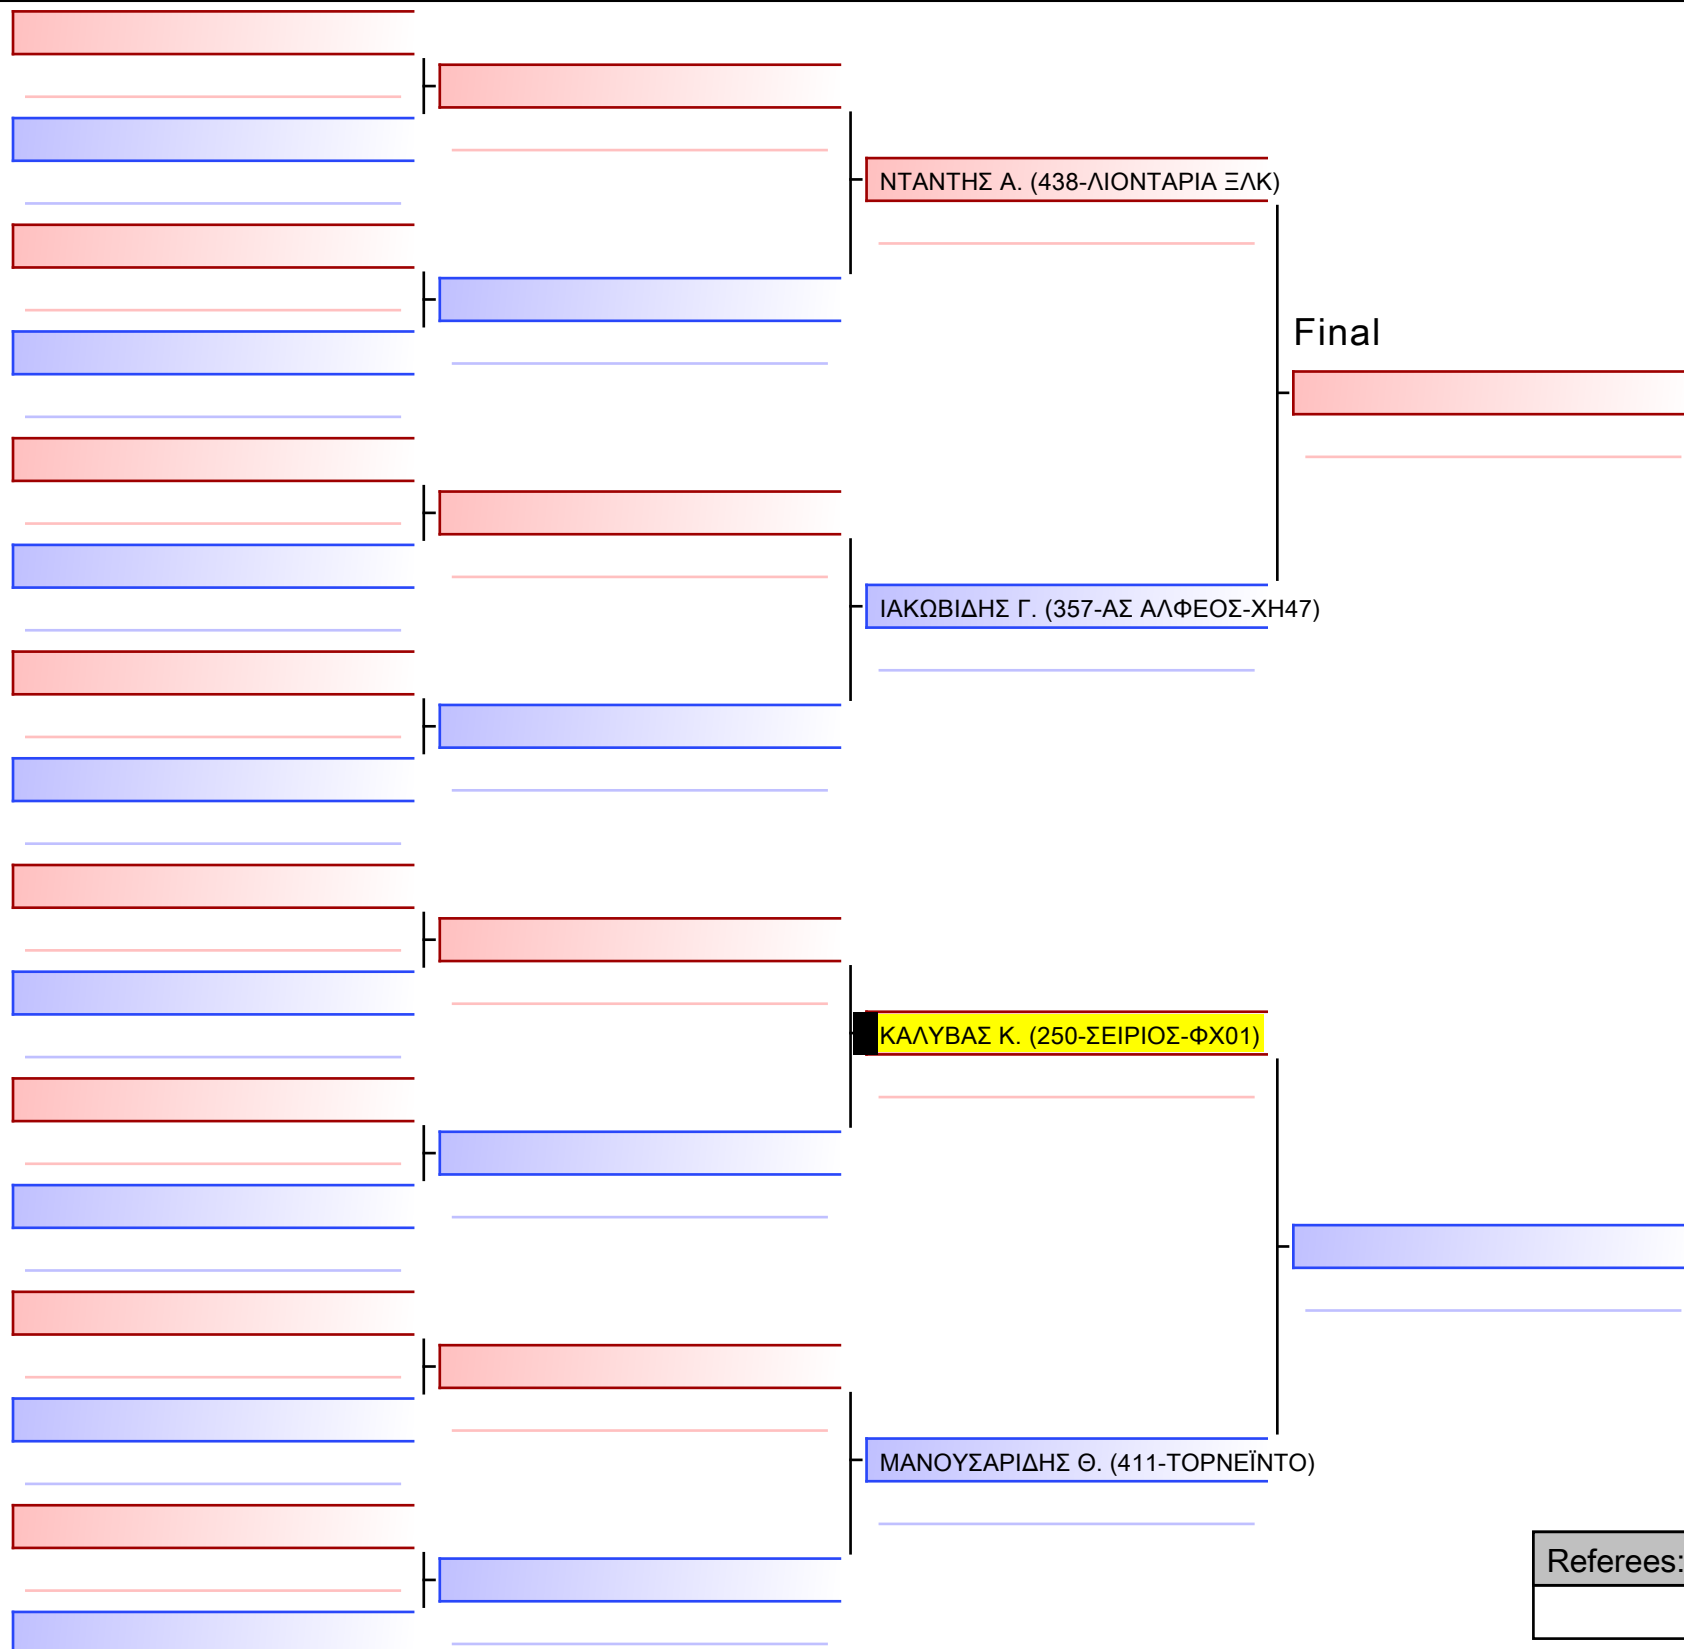 ΝΤΑΝΤΗΣ Α. (438-ΛΙΟΝΤΑΡΙΑ ΞΛΚ)
Final
ΙΑΚΩΒΙΔΗΣ Γ. (357-ΑΣ ΑΛΦΕΟΣ-ΧΗ47)
ΚΑΛΥΒΑΣ Κ. (250-ΣΕΙΡΙΟΣ-ΦΧ01)
ΜΑΝΟΥΣΑΡΙΔΗΣ Θ. (411-ΤΟΡΝΕΪΝΤΟ)
Referees: